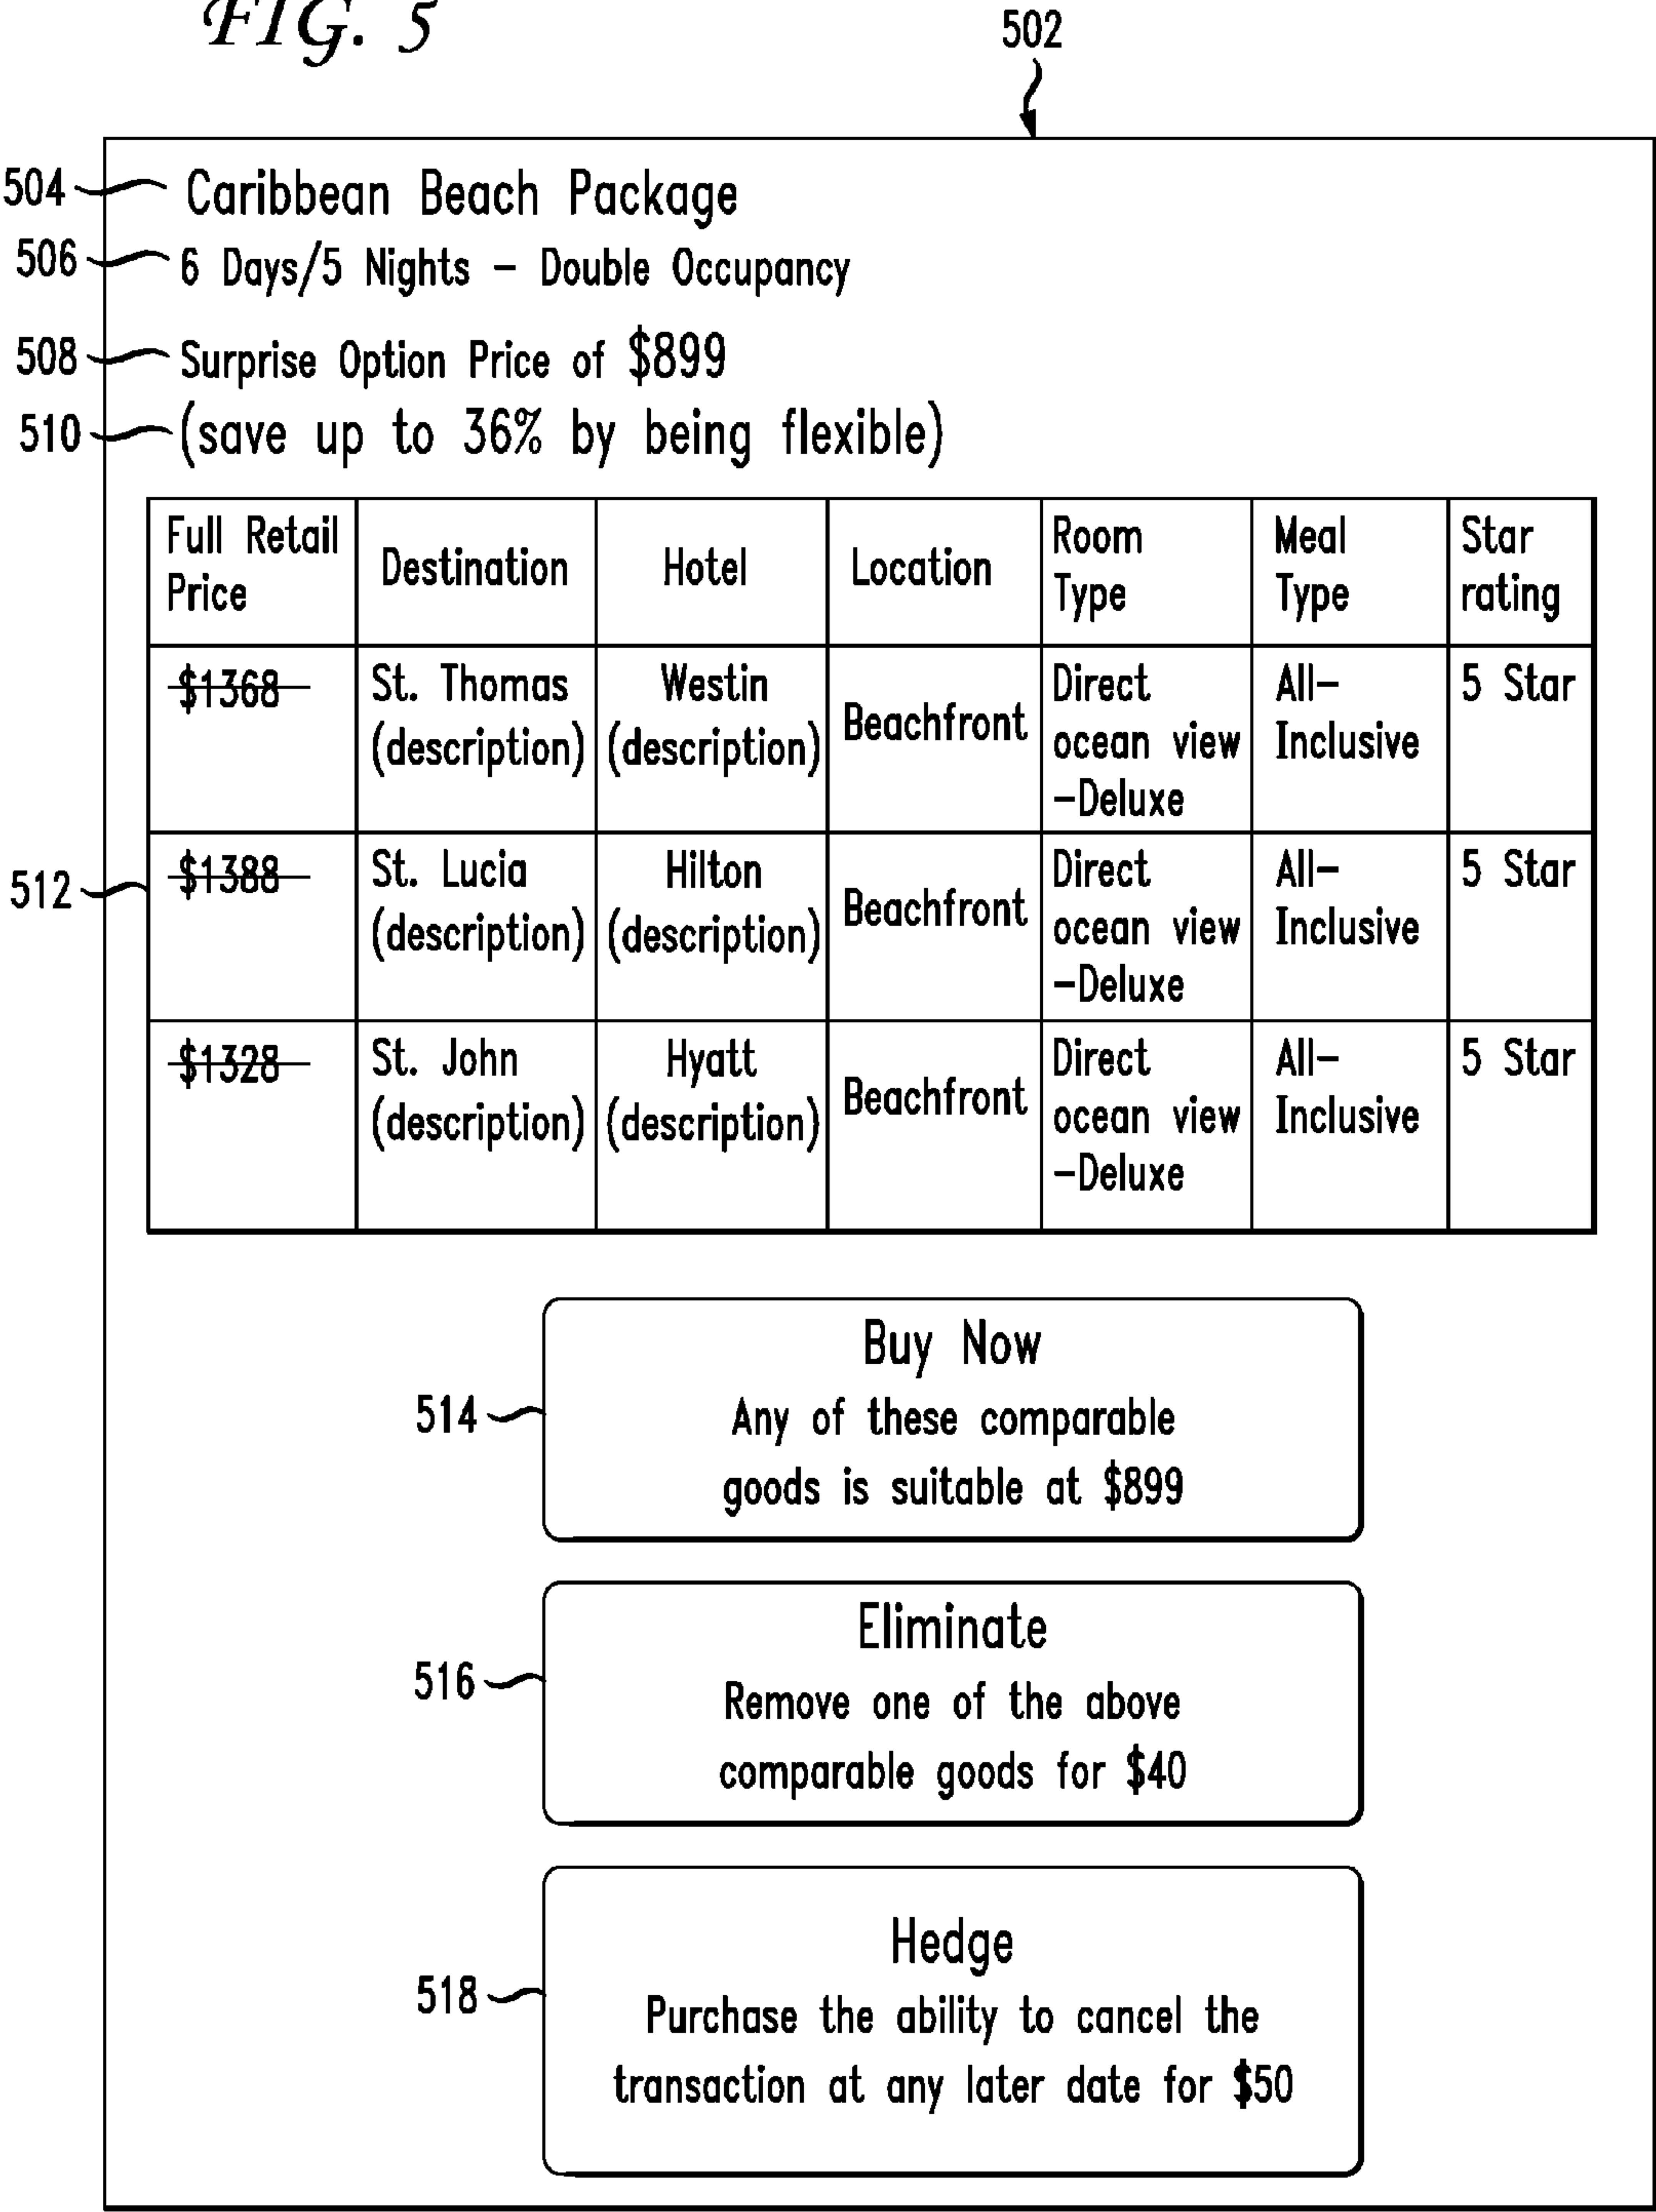 FIG. 5
502
504 Caribbean Beach Package
506 6 Days/5 Nights – Double Occupancy
508 Surprise Option Price of $899
510 (save up to 36% by being flexible)
Full Retail Price | Destination | Hotel | Location | Room Type | Meal Type | Star rating
$1368 | St. Thomas (description) | Westin (description) | Beachfront | Direct ocean view –Deluxe | All– Inclusive | 5 Star
512 $1388 | St. Lucia (description) | Hilton (description) | Beachfront | Direct ocean view –Deluxe | All– Inclusive | 5 Star
$1328 | St. John (description) | Hyatt (description) | Beachfront | Direct ocean view –Deluxe | All– Inclusive | 5 Star
Buy Now
514 Any of these comparable
goods is suitable at $899
Eliminate
516 Remove one of the above
comparable goods for $40
Hedge
518 Purchase the ability to cancel the
transaction at any later date for $50